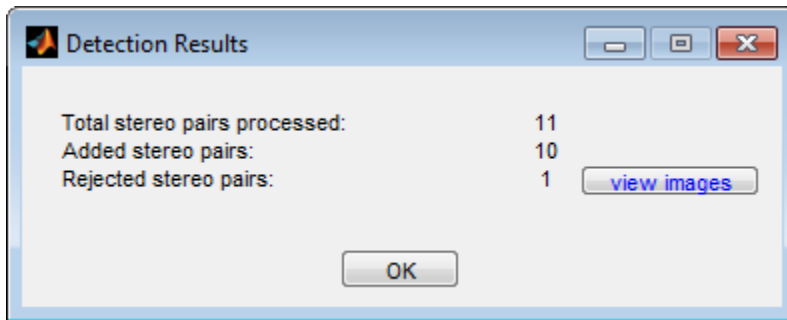 Detection Results
Total stereo pairs processed: 11
Added stereo pairs: 10
Rejected stereo pairs: 1 view images
OK